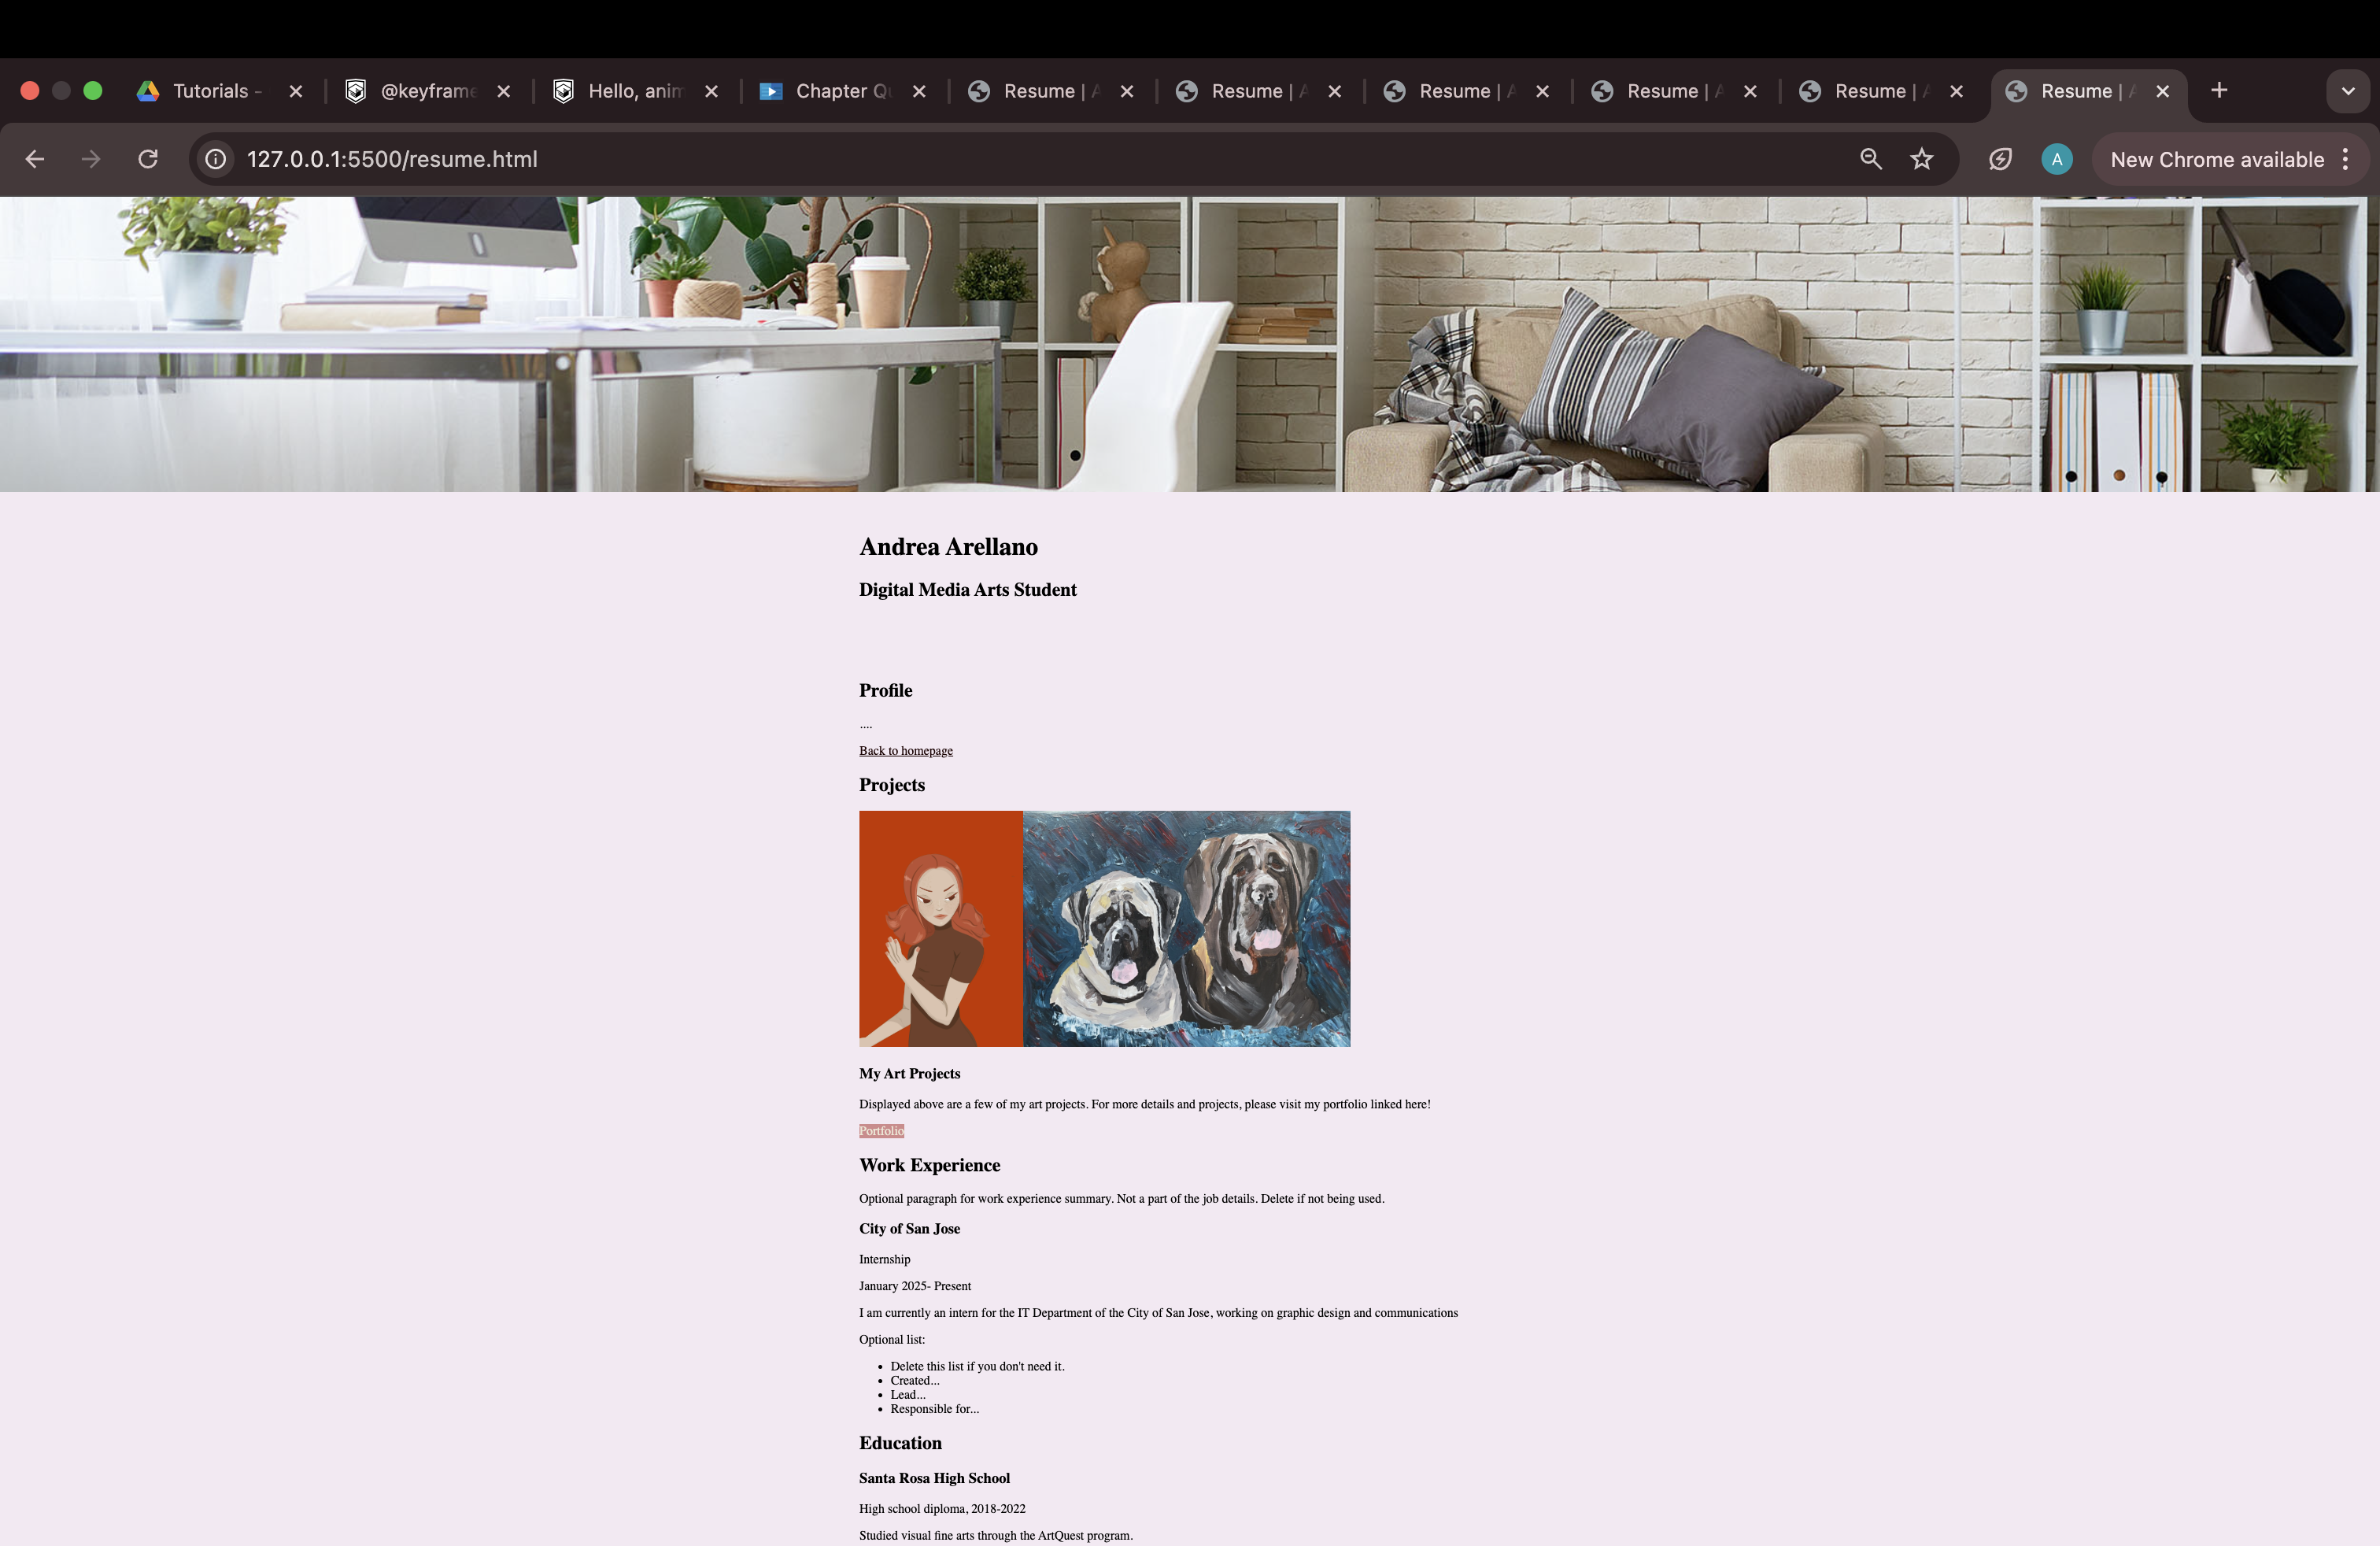 Tutorials -
@keyframe
Hello, anim
Chapter Qu
Resume | A
Resume | A
Resume | A
Resume | A
Resume | A
Resume | A
127.0.0.1:5500/resume.html
A
New Chrome available
Andrea Arellano
Digital Media Arts Student
Profile
....
Back to homepage
Projects
My Art Projects
Displayed above are a few of my art projects. For more details and projects, please visit my portfolio linked here!
Portfolio
Work Experience
Optional paragraph for work experience summary. Not a part of the job details. Delete if not being used.
City of San Jose
Internship
January 2025- Present
I am currently an intern for the IT Department of the City of San Jose, working on graphic design and communications
Optional list:
• Delete this list if you don't need it.
• Created...
• Lead...
• Responsible for...
Education
Santa Rosa High School
High school diploma, 2018-2022
Studied visual fine arts through the ArtQuest program.